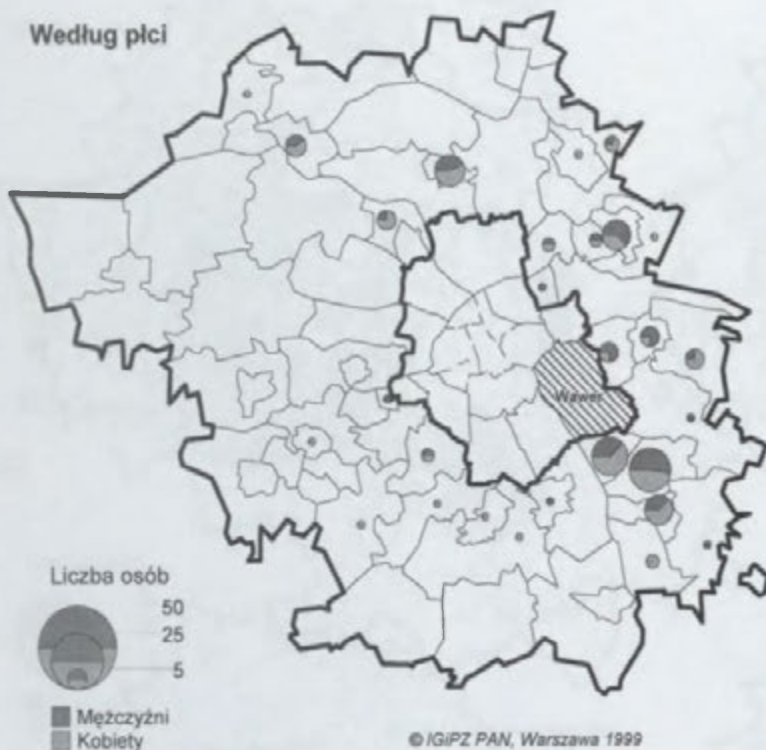 Według płci
Wawer
Liczba osób
50
25
5
Mężczyźni
Kobiety
© IGiPZ PAN, Warszawa 1999